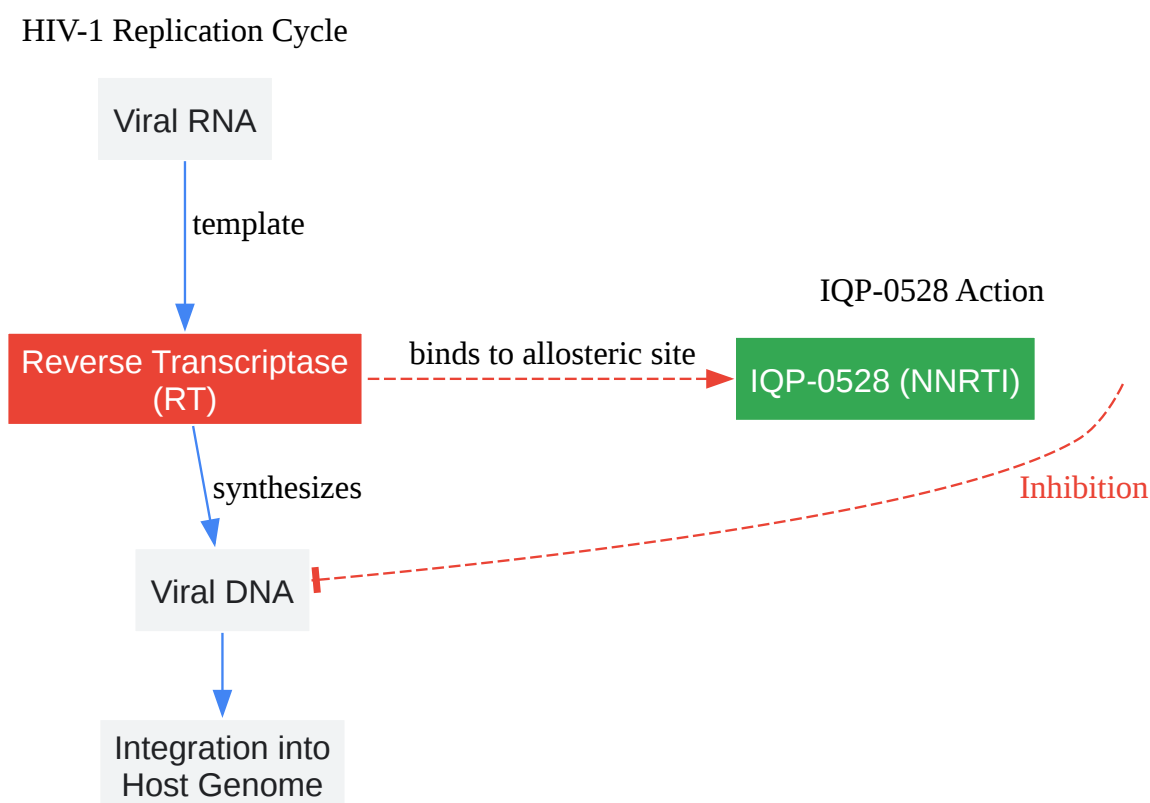 HIV-1 Replication Cycle
Viral RNA
template
IQP-0528 Action
Reverse Transcriptase
(RT)
binds to allosteric site
IQP-0528 (NNRTI)
synthesizes
Inhibition
Viral DNA
Integration into
Host Genome